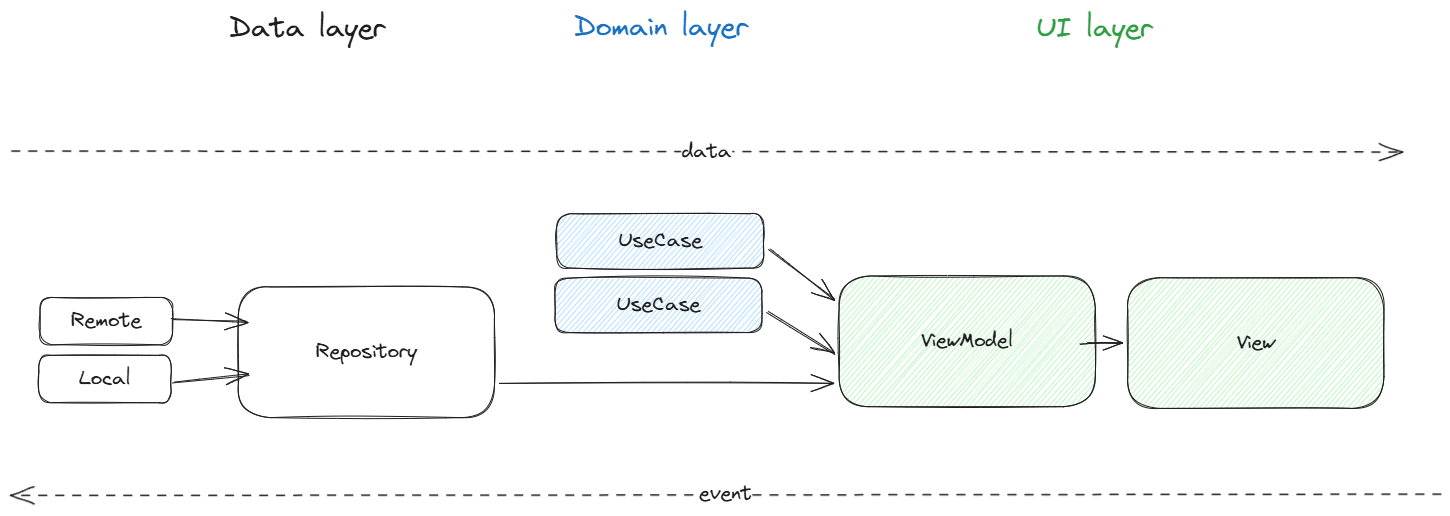 Data layer
Domain layer
UI layer
data
UseCase
UseCase
Remote
Local
Repository
ViewModel
View
event